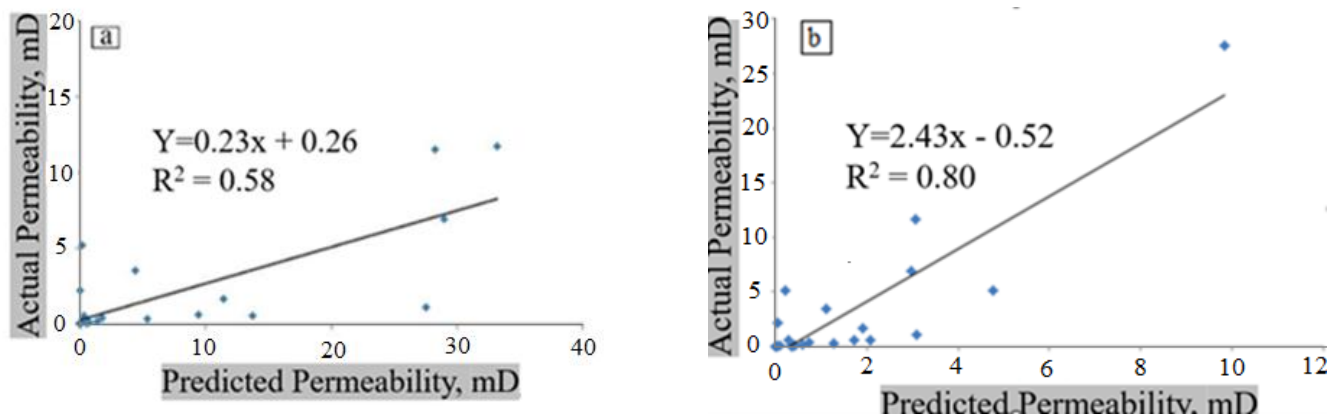 a
Actual Permeability, mD
20
15
10
5
0
Y=0.23x + 0.26
R² = 0.58
0 10 20 30 40
Predicted Permeability, mD
b
Actual Permeability, mD
30
25
20
15
10
5
0
Y=2.43x - 0.52
R² = 0.80
0 2 4 6 8 10 12
Predicted Permeability, mD